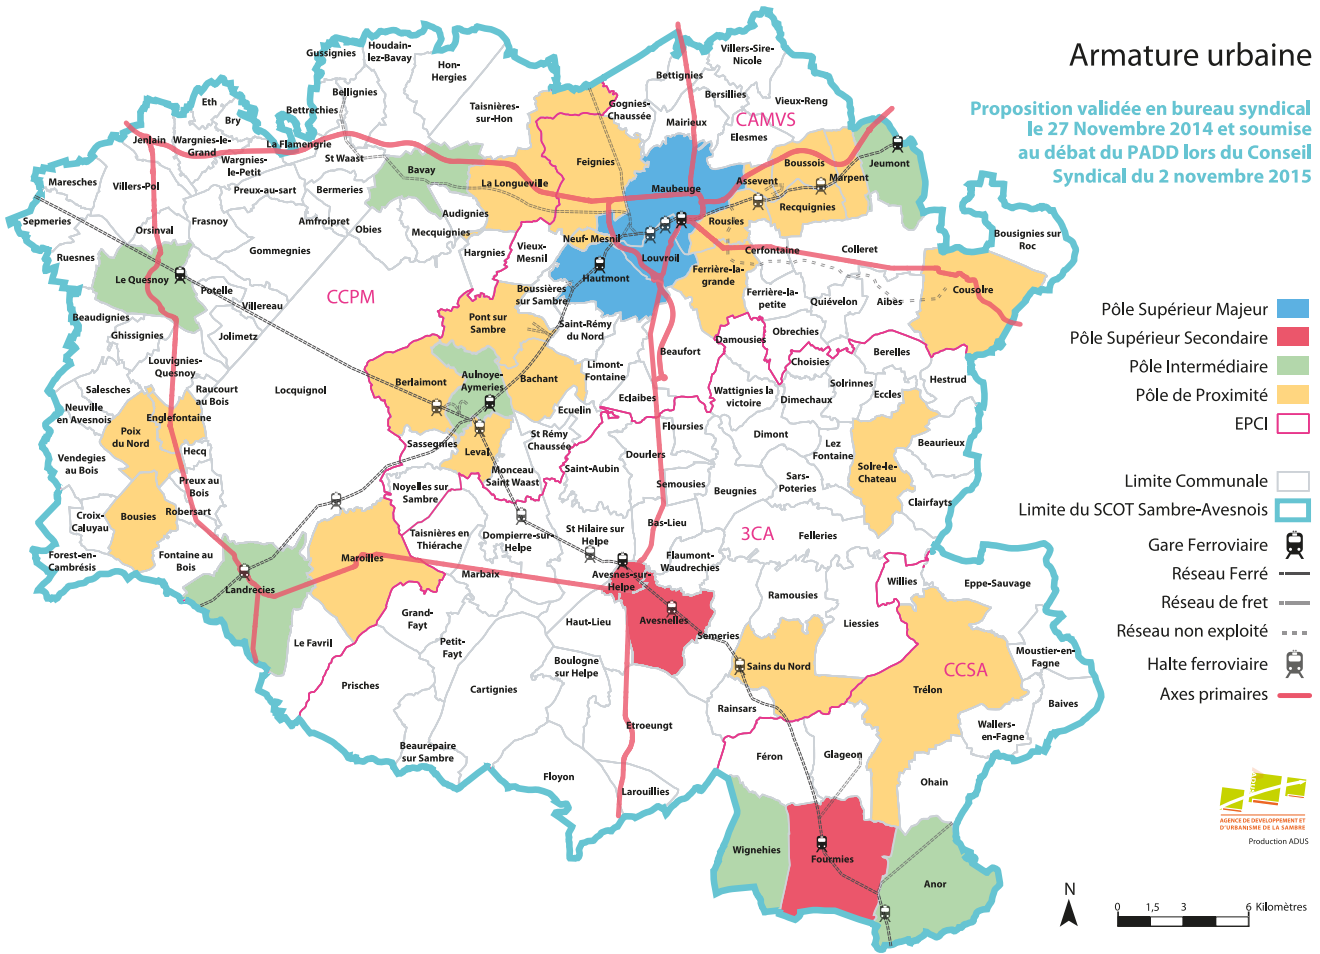 Armature urbaine
Proposition validée en bureau syndical
le 27 Novembre 2014 et soumise
au débat du PADD lors du Conseil
Syndical du 2 novembre 2015
Houdain-
lez-Bavay
Gussignies
Hon-
Hergies
Villers-Sire-
Nicole
Bettignies
Bersillies
Vieux-Reng
Bellignies
Bettrechies
Taisnières-
sur-Hon
Gognies-
Chaussée
Mairieux
CAMVS
Elesmes
Eth
Bry
Jenlain
Wargnies-le-
Grand
La Flamengrie
Wargnies-
le-Petit
St Waast
Bavay
Feignies
Boussois
Jeumont
Marpent
Assevent
Maubeuge
Recquignies
Rousies
Maresches
Villers-Pol
Preux-au-sart
Bermeries
La Longueville
Sepmeries
Orsinval
Frasnoy
Amfroipret
Obies
Audignies
Mecquignies
Neuf- Mesnil
Louvroil
Hautmont
Cerfontaine
Colleret
Bousignies sur
Roc
Ruesnes
Gommegnies
Hargnies
Vieux-
Mesnil
Le Quesnoy
Potelle
Villereau
CCPM
Boussières
sur Sambre
Ferrière-la-
grande
Ferrière-la-
petite
Quiévelon
Aibes
Cousolre
Beaudignies
Ghissignies
Jolimetz
Pont sur
Sambre
Saint-Rémy
du Nord
Damousies
Obrechies
Choisies
Berelles
Louvignies-
Quesnoy
Beaufort
Limont-
Fontaine
Hestrud
Salesches
Raucourt
au Bois
Locquignol
Berlaimont
Aulnoye-
Aymeries
Bachant
Eclaibes
Wattignies la
victoire
Dimechaux
Solrinnes
Eccles
Neuville
en Avesnois
Englefontaine
Ecuelin
Floursies
Poix
du Nord
Hecq
Sassegnies
Leval
St Rémy
Chaussée
Dimont
Lez
Fontaine
Beaurieux
Vendegies
au Bois
Monceau
Saint Waast
Saint-Aubin
Dourlers
Solre-le-
Chateau
Preux au
Bois
Noyelles sur
Sambre
Semousies
Beugnies
Sars-
Poteries
Clairfayts
Croix-
Caluyau
Bousies
Robersart
Taisnières en
Thiérache
Dompierre-sur-
Helpe
St Hilaire sur
Helpe
Bas-Lieu
3CA
Felleries
Forest-en-
Cambrésis
Fontaine au
Bois
Maroilles
Flaumont-
Waudrechies
Landrecies
Marbaix
Avesnes-sur-
Helpe
Avesnelles
Ramousies
Willies
Eppe-Sauvage
Le Favril
Grand-
Fayt
Haut-Lieu
Semeries
Liessies
Petit-
Fayt
Boulogne
sur Helpe
Sains du Nord
CCSA
Moustier-en-
Fagne
Prisches
Cartignies
Trélon
Baives
Rainsars
Etroeungt
Wallers-
en-Fagne
Beaurepaire
sur Sambre
Féron
Glageon
Floyon
Ohain
Larouillies
Wignehies
Fourmies
Anor
Pôle Supérieur Majeur
Pôle Supérieur Secondaire
Pôle Intermédiaire
Pôle de Proximité
EPCI
Limite Communale
Limite du SCOT Sambre-Avesnois
Gare Ferroviaire
Réseau Ferré
Réseau de fret
Réseau non exploité
Halte ferroviaire
Axes primaires
AGENCE DE DEVELOPPEMENT ET
D'URBANISME DE LA SAMBRE
Production ADUS
N
0 1,5 3 6 Kilomètres